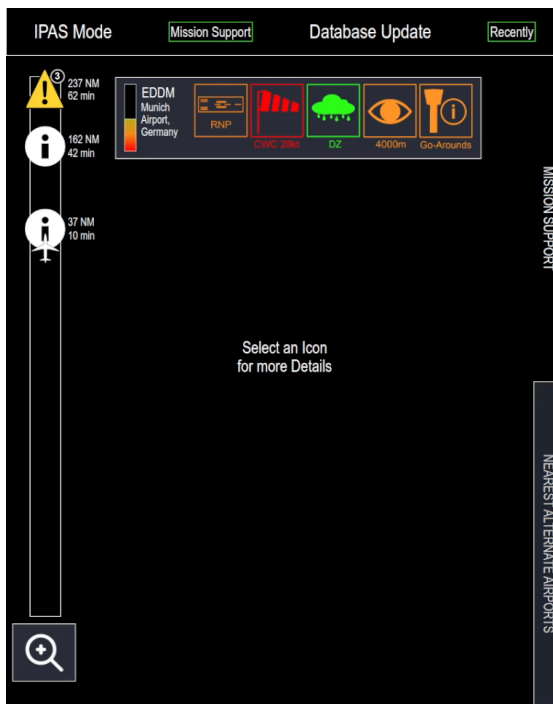 IPAS Mode
Mission Support
Database Update
Recently
3
237 NM
62 min
162 NM
42 min
37 NM
10 min
EDDM
Munich
Airport,
Germany
RNP
CWC 29kt
DZ
4000m
Go-Arounds
Select an Icon
for more Details
MISSION SUPPORT
NEAREST ALTERNATE AIRPORTS